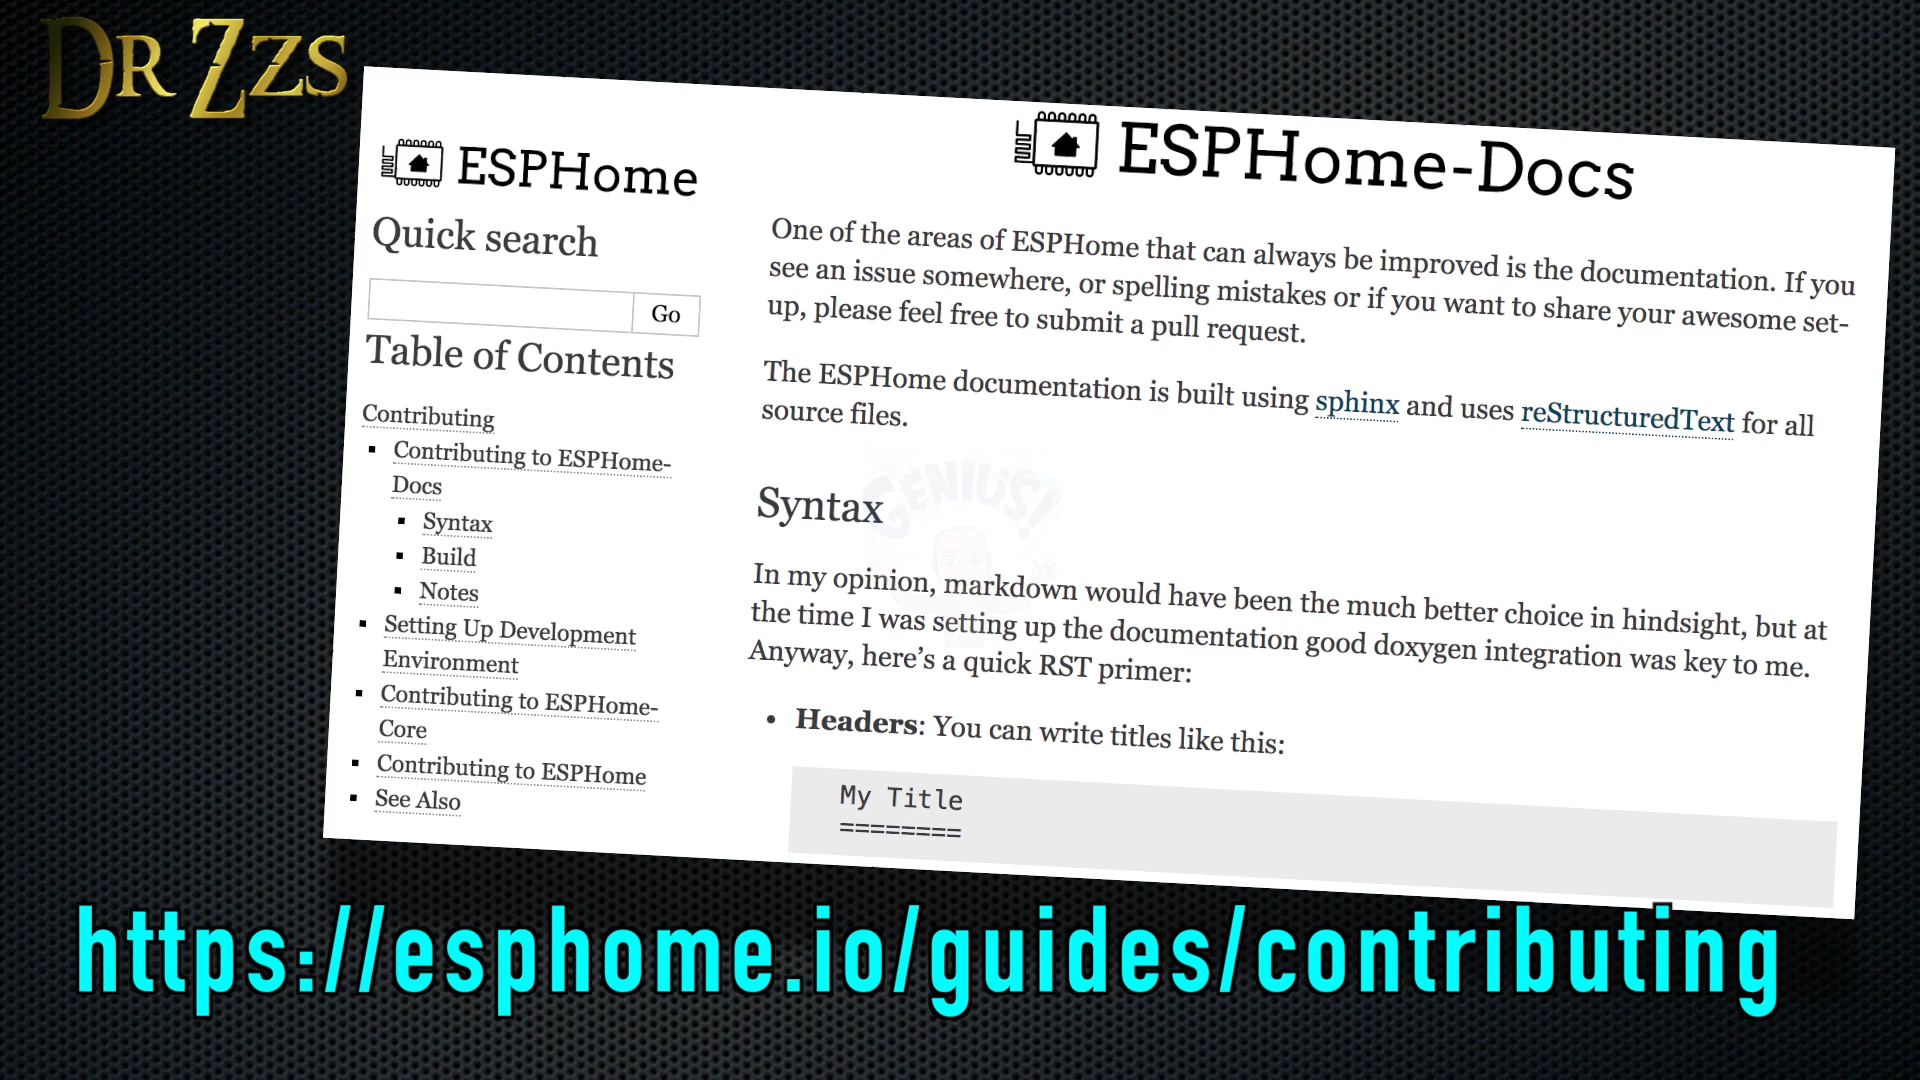 DR ZZS
ESPHome
Quick search
Go
Table of Contents
Contributing
▪ Contributing to ESPHome-
Docs
▪ Syntax
▪ Build
▪ Notes
▪ Setting Up Development
Environment
▪ Contributing to ESPHome-
Core
▪ Contributing to ESPHome
▪ See Also
ESPHome-Docs
One of the areas of ESPHome that can always be improved is the documentation. If you
see an issue somewhere, or spelling mistakes or if you want to share your awesome set-
up, please feel free to submit a pull request.
The ESPHome documentation is built using sphinx and uses reStructuredText for all
source files.
GENIUS!
Syntax
In my opinion, markdown would have been the much better choice in hindsight, but at
the time I was setting up the documentation good doxygen integration was key to me.
Anyway, here’s a quick RST primer:
• Headers: You can write titles like this:
My Title
========
https://esphome.io/guides/contributing